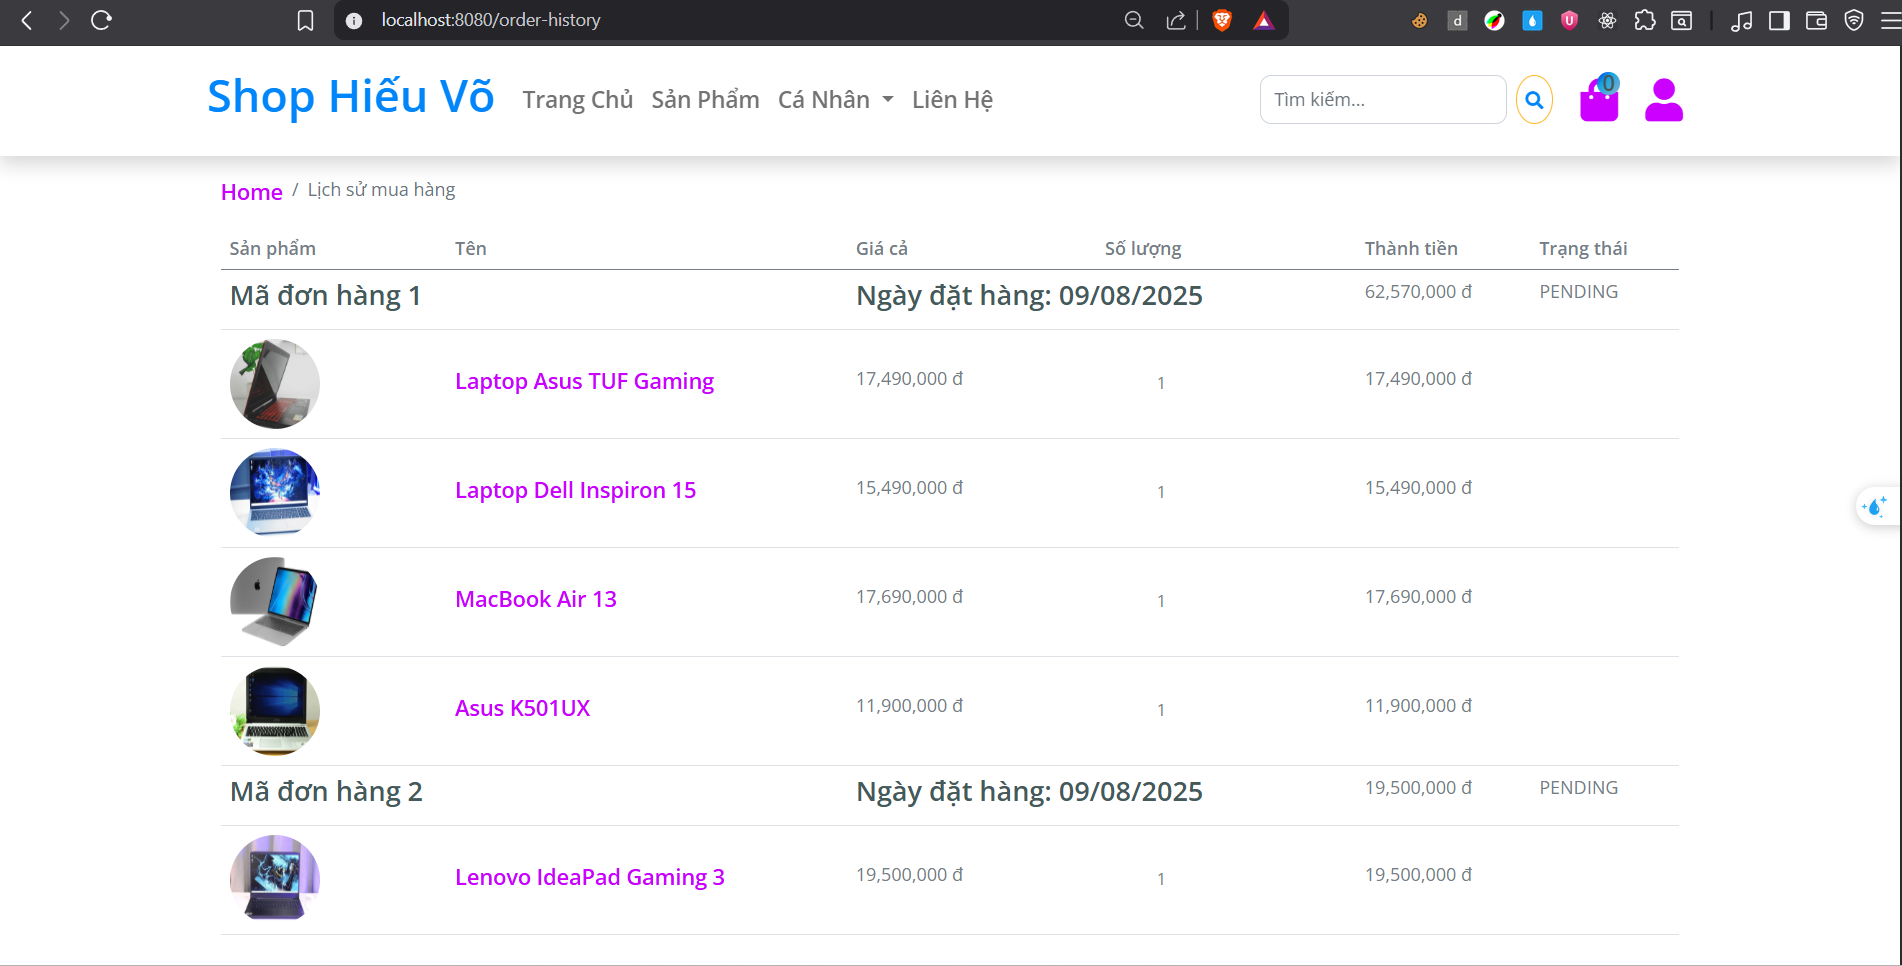 localhost:8080/order-history
Shop Hiếu Võ
Trang Chủ
Sản Phẩm
Cá Nhân
Liên Hệ
Tìm kiếm...
0
Home / Lịch sử mua hàng
Sản phẩm Tên Giá cả Số lượng Thành tiền Trạng thái
Mã đơn hàng 1 Ngày đặt hàng: 09/08/2025 62,570,000 đ PENDING
Laptop Asus TUF Gaming 17,490,000 đ 1 17,490,000 đ
Laptop Dell Inspiron 15 15,490,000 đ 1 15,490,000 đ
MacBook Air 13 17,690,000 đ 1 17,690,000 đ
Asus K501UX 11,900,000 đ 1 11,900,000 đ
Mã đơn hàng 2 Ngày đặt hàng: 09/08/2025 19,500,000 đ PENDING
Lenovo IdeaPad Gaming 3 19,500,000 đ 1 19,500,000 đ